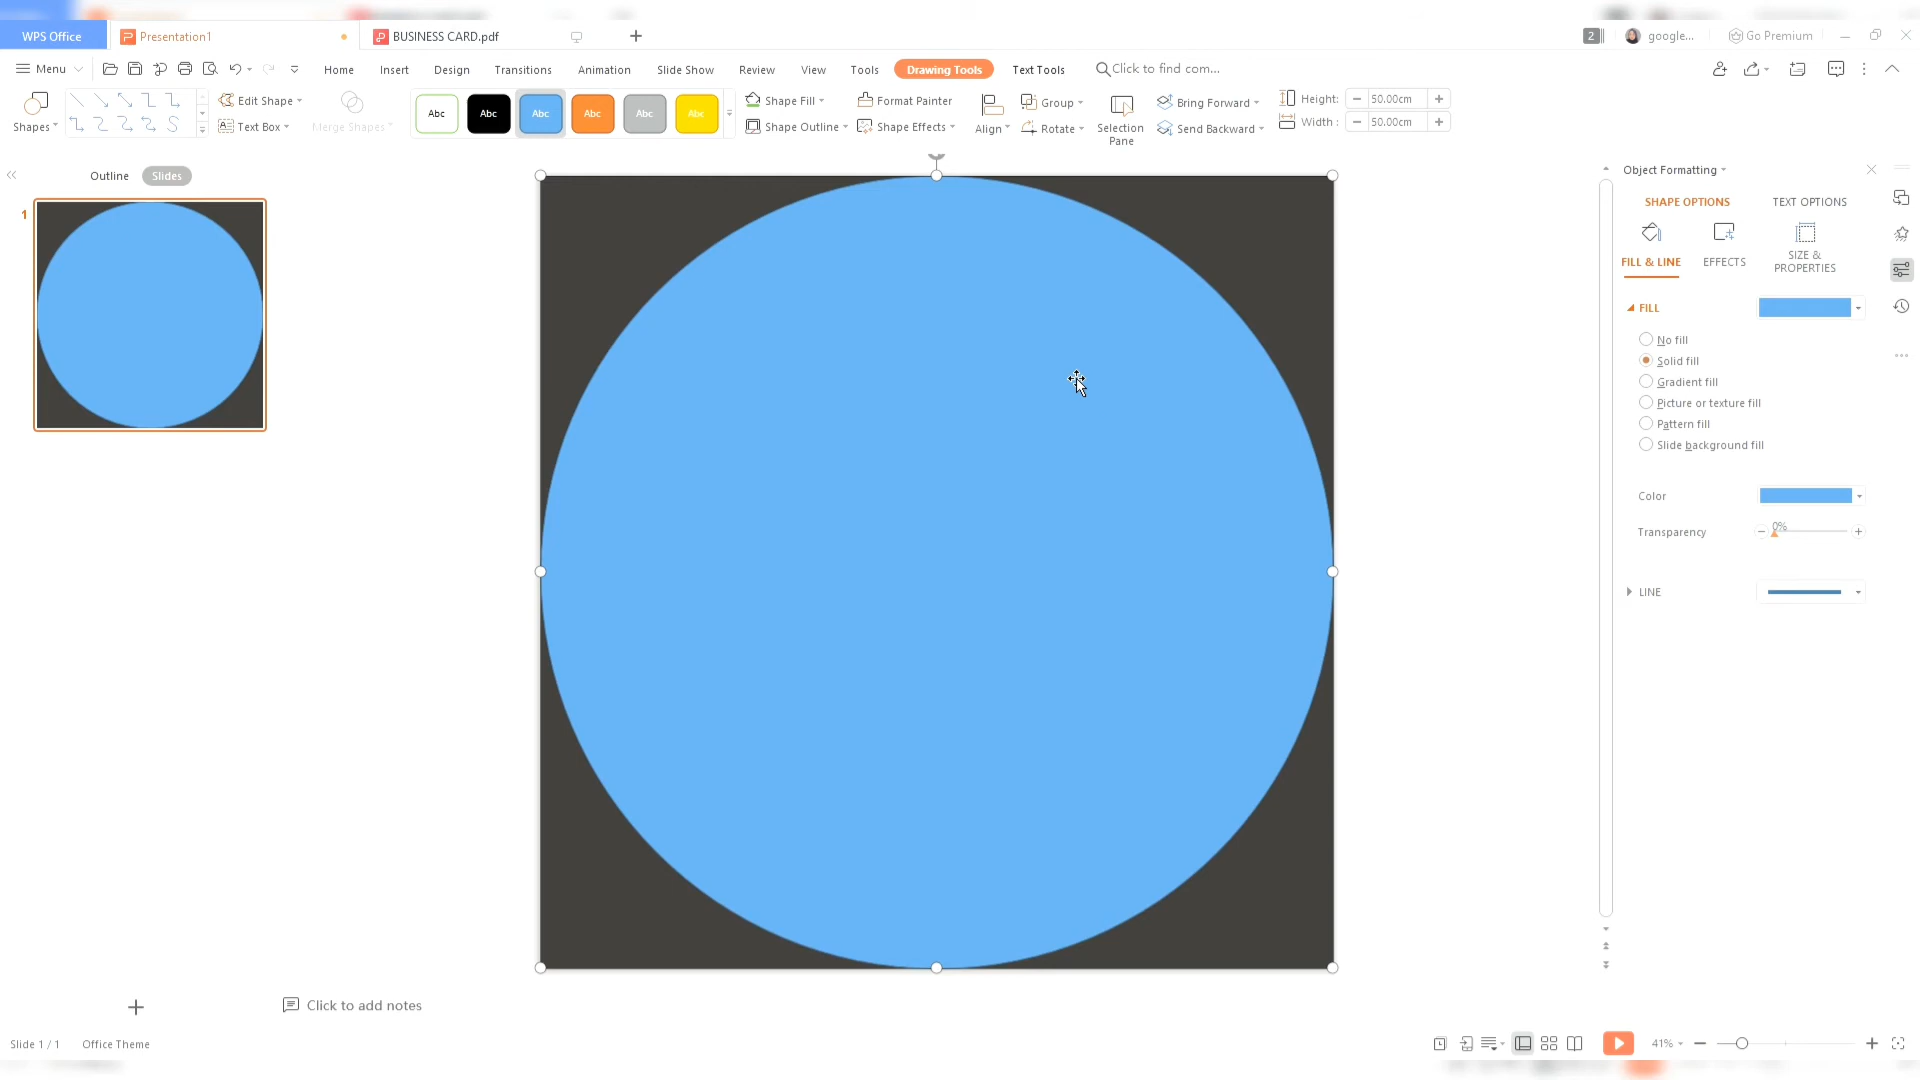 WPS Office
Presentation1
BUSINESS CARD.pdf
2
google...
Go Premium
Menu
Home
Insert
Design
Transitions
Animation
Slide Show
Review
View
Tools
Drawing Tools
Text Tools
Click to find com...
Shapes
Edit Shape
Text Box
Merge Shapes
Abc
Abc
Abc
Abc
Abc
Abc
Shape Fill
Shape Outline
Format Painter
Shape Effects
Align
Group
Rotate
Selection
Pane
Bring Forward
Send Backward
Height: 50.00cm
Width : 50.00cm
Outline
Slides
1
Object Formatting
SHAPE OPTIONS
TEXT OPTIONS
FILL & LINE
EFFECTS
SIZE &
PROPERTIES
FILL
No fill
Solid fill
Gradient fill
Picture or texture fill
Pattern fill
Slide background fill
Color
Transparency
0%
LINE
Click to add notes
Slide 1 / 1
Office Theme
41%